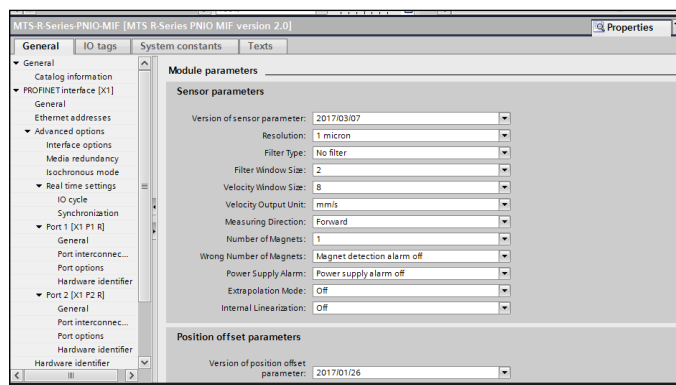 MTS-R-Series-PNIO-MIF [MTS R-Series PNIO MIF version 2.0]
Properties
General
IO tags
System constants
Texts
General
Catalog information
PROFINET interface [X1]
General
Ethernet addresses
Advanced options
Interface options
Media redundancy
Isochronous mode
Real time settings
IO cycle
Synchronization
Port 1 [X1 P1 R]
General
Port interconnec...
Port options
Hardware identifier
Port 2 [X1 P2 R]
General
Port interconnec...
Port options
Hardware identifier
Hardware identifier
Module parameters
Sensor parameters
Version of sensor parameter: 2017/03/07
Resolution: 1 micron
Filter Type: No filter
Filter Window Size: 2
Velocity Window Size: 8
Velocity Output Unit: mm/s
Measuring Direction: Forward
Number of Magnets: 1
Wrong Number of Magnets: Magnet detection alarm off
Power Supply Alarm: Power supply alarm off
Extrapolation Mode: Off
Internal Linearization: Off
Position offset parameters
Version of position offset
parameter: 2017/01/26